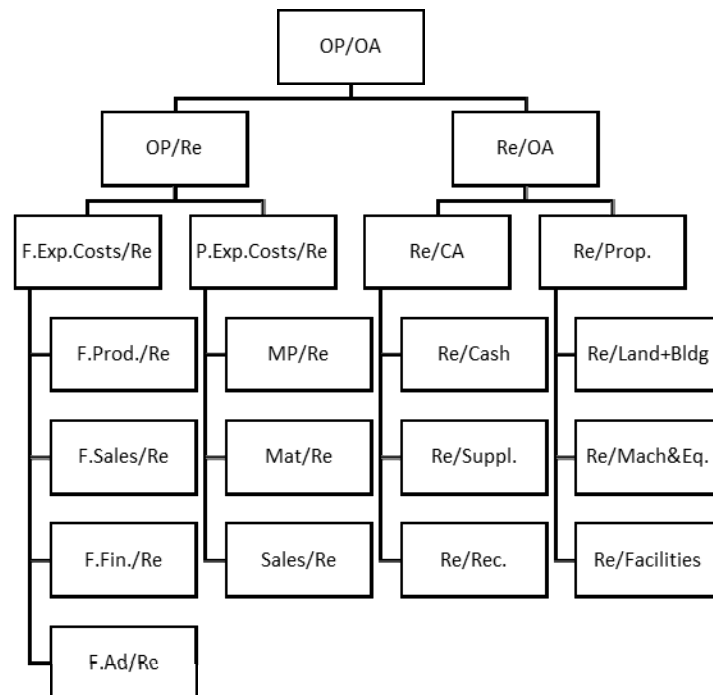 OP/OA
OP/Re
Re/OA
F.Exp.Costs/Re
P.Exp.Costs/Re
Re/CA
Re/Prop.
F.Prod./Re
MP/Re
Re/Cash
Re/Land+Bldg
F.Sales/Re
Mat/Re
Re/Suppl.
Re/Mach&Eq.
F.Fin./Re
Sales/Re
Re/Rec.
Re/Facilities
F.Ad/Re